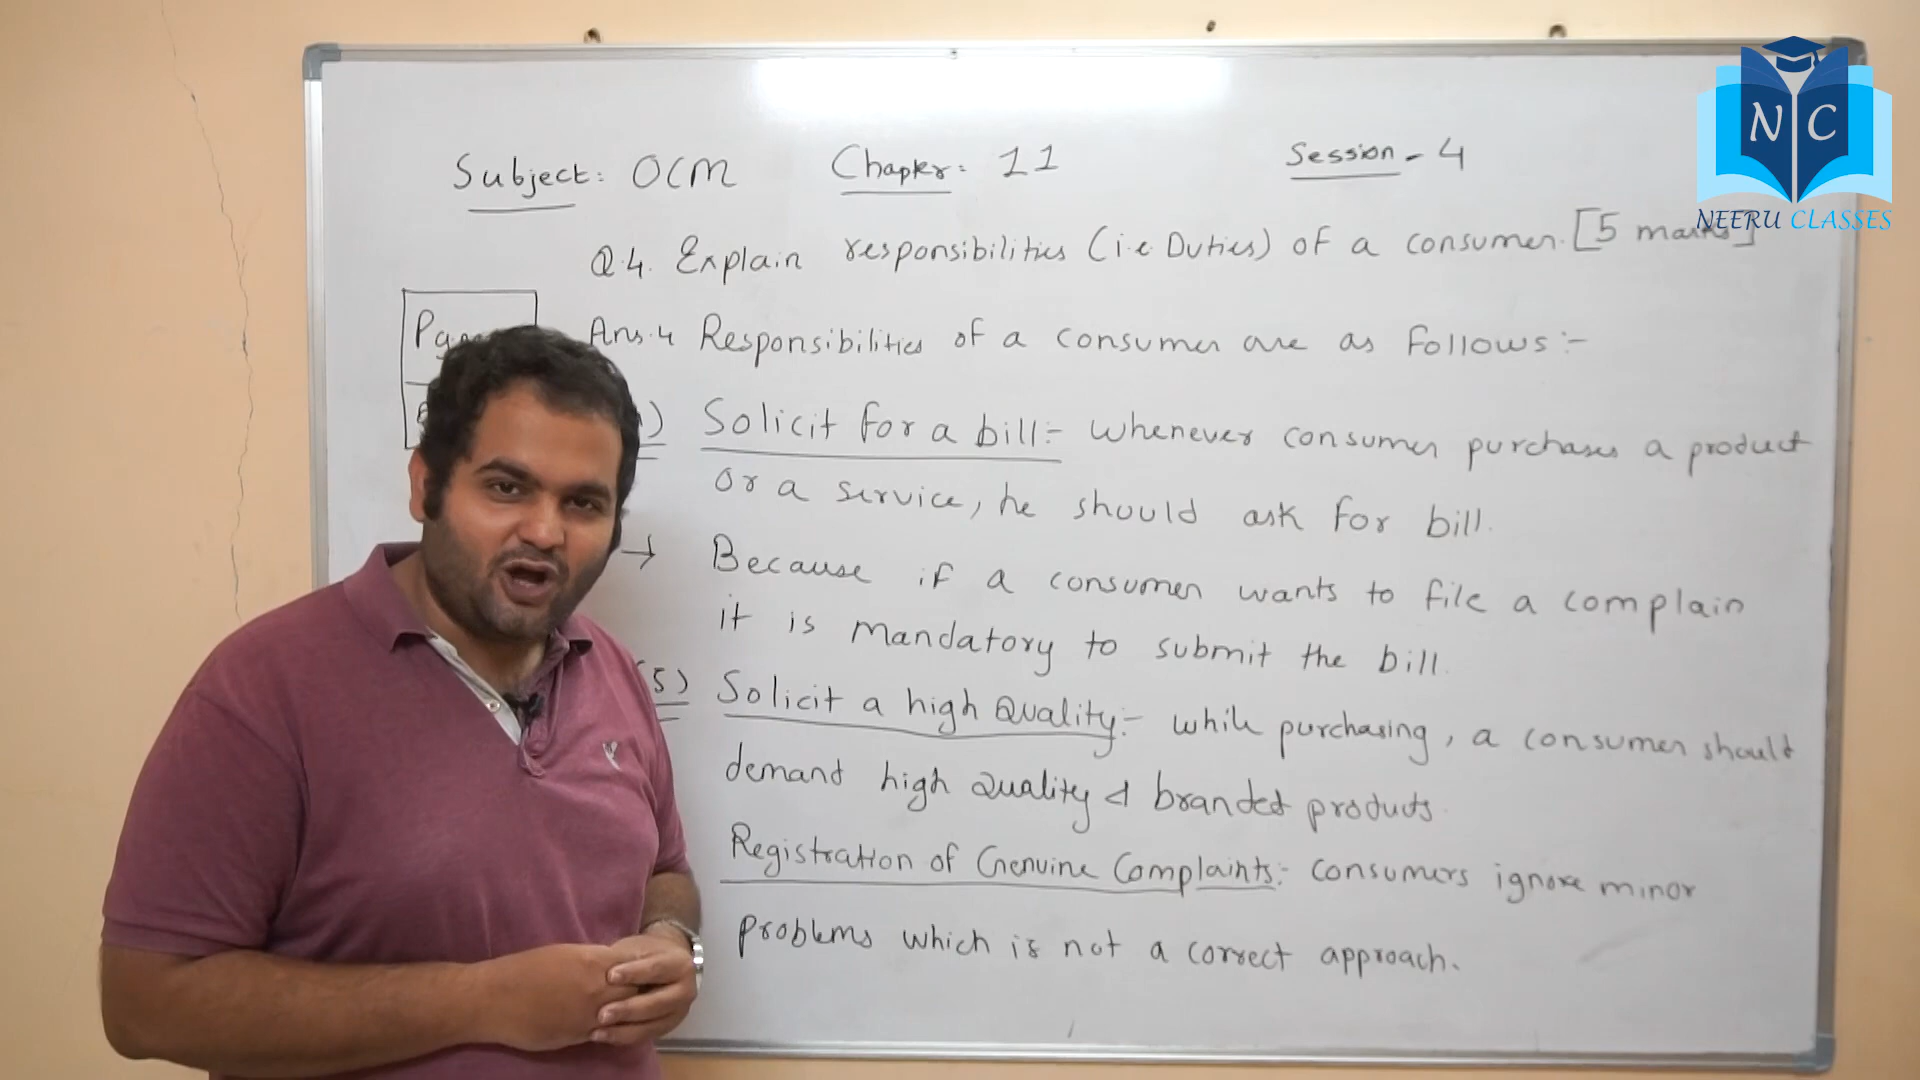 Subject: OCM Chapter: 11 Session - 4
N C
NEERU CLASSES
Q.4. Explain responsibilities (i.e Duties) of a consumer. [5 marks]
Ans.4 Responsibilities of a consumer are as follows:-
Solicit for a bill:- whenever consumer purchases a product
or a service, he should ask for bill.
→ Because if a consumer wants to file a complain
it is mandatory to submit the bill.
(5) Solicit a high Quality:- while purchasing, a consumer should
demand high Quality & branded products.
Registration of Genuine Complaints:- Consumers ignore minor
problems which is not a correct approach.